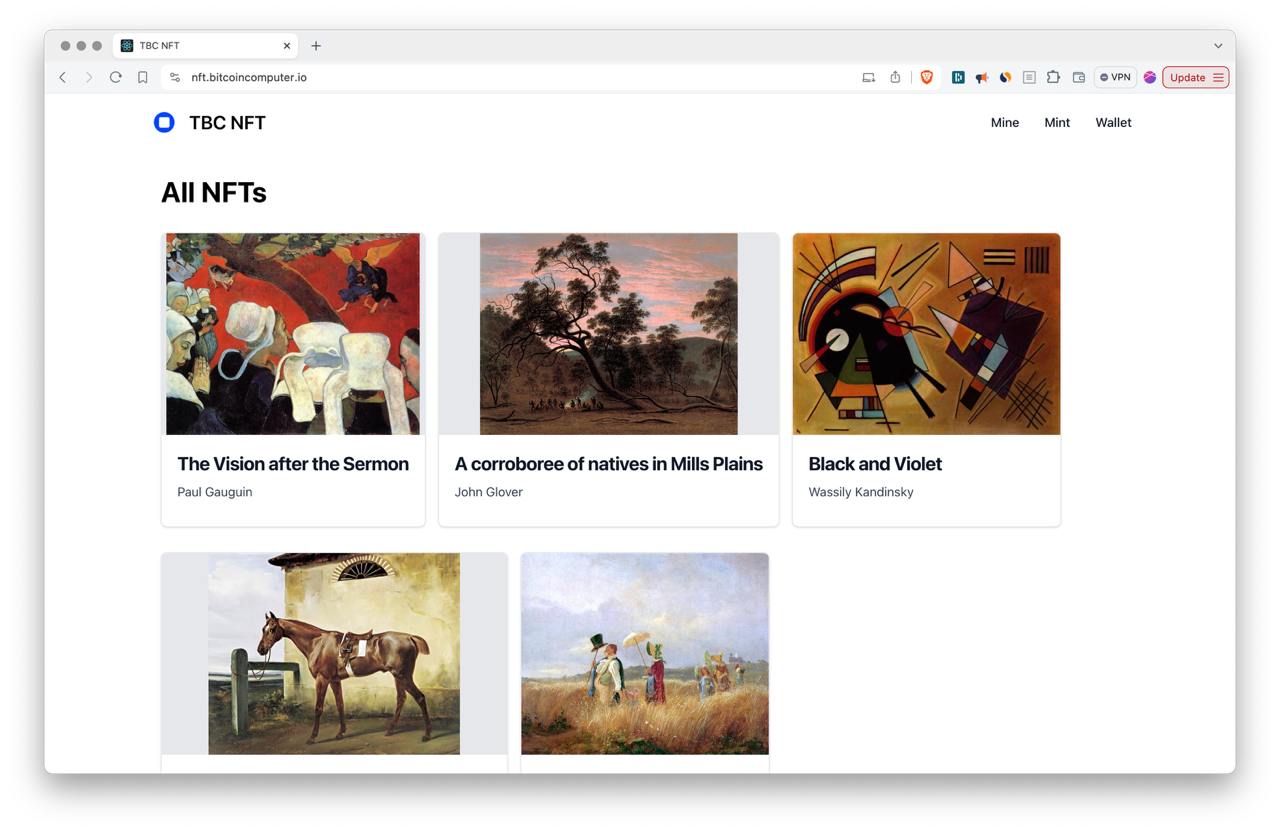 TBC NFT
nft.bitcoincomputer.io
VPN
Update
TBC NFT
Mine
Mint
Wallet
All NFTs
The Vision after the Sermon
Paul Gauguin
A corroboree of natives in Mills Plains
John Glover
Black and Violet
Wassily Kandinsky